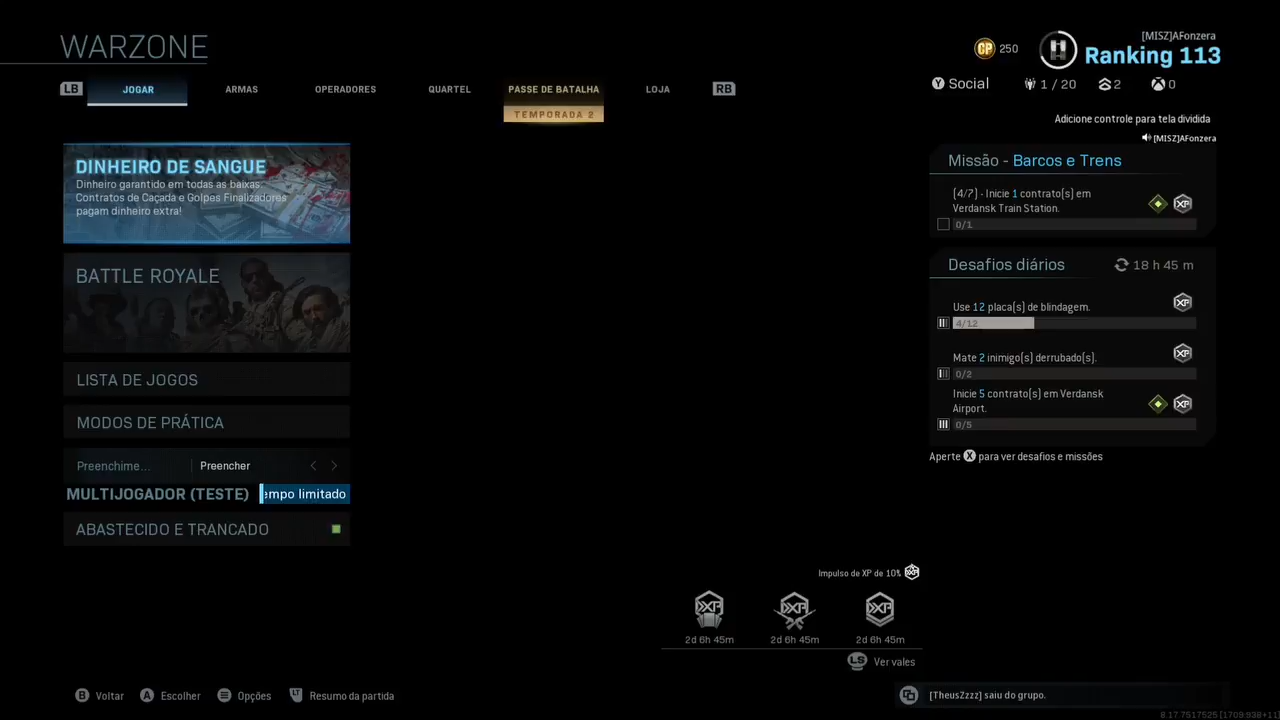 WARZONE
CP 250
[MISZ]AFonzera
Ranking 113
LB
JOGAR
ARMAS
OPERADORES
QUARTEL
PASSE DE BATALHA
TEMPORADA 2
LOJA
RB
Y Social
1 / 20
2
0
Adicione controle para tela dividida
[MISZ]AFonzera
DINHEIRO DE SANGUE
Dinheiro garantido em todas as baixas.
Contratos de Caçada e Golpes Finalizadores
pagam dinheiro extra!
BATTLE ROYALE
LISTA DE JOGOS
MODOS DE PRÁTICA
Preenchime... Preencher
MULTIJOGADOR (TESTE) empo limitado
ABASTECIDO E TRANCADO
Missão - Barcos e Trens
(4/7) - Inicie 1 contrato(s) em
Verdansk Train Station.
XP
0/1
Desafios diários 18 h 45 m
Use 12 placa(s) de blindagem.
XP
4/12
Mate 2 inimigo(s) derrubado(s).
XP
0/2
Inicie 5 contrato(s) em Verdansk
Airport.
XP
0/5
Aperte X para ver desafios e missões
Impulso de XP de 10%
2d 6h 45m
2d 6h 45m
2d 6h 45m
LS Ver vales
B Voltar
A Escolher
Opções
LT Resumo da partida
[TheusZzzz] saiu do grupo.